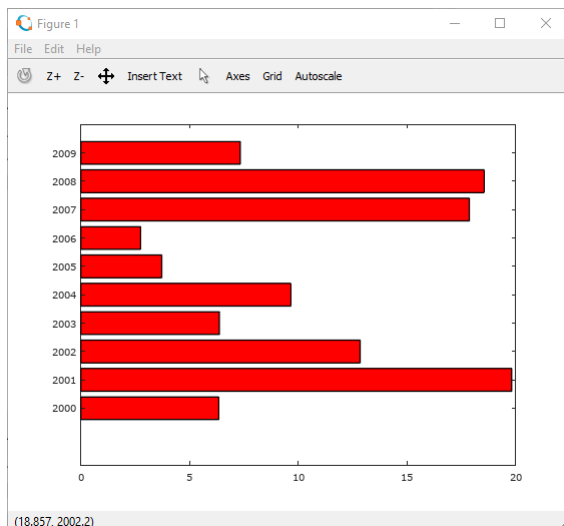 Figure 1
File Edit Help
Z+ Z- Insert Text Axes Grid Autoscale
2009
2008
2007
2006
2005
2004
2003
2002
2001
2000
0 5 10 15 20
(18.857, 2002.2)